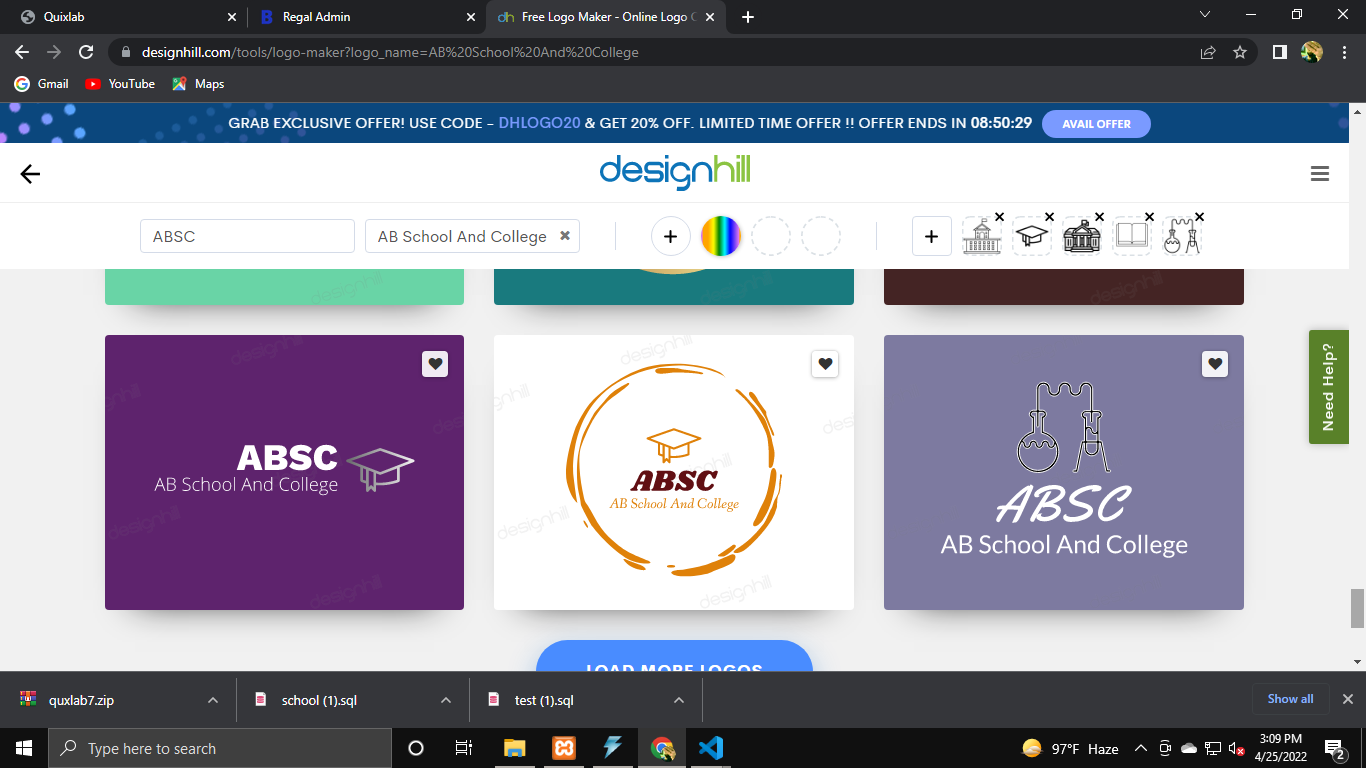 Quixlab
Regal Admin
Free Logo Maker - Online Logo C
designhill.com/tools/logo-maker?logo_name=AB%20School%20And%20College
Gmail
YouTube
Maps
GRAB EXCLUSIVE OFFER! USE CODE - DHLOGO20 & GET 20% OFF. LIMITED TIME OFFER !! OFFER ENDS IN 08:50:29
AVAIL OFFER
designhill
ABSC
AB School And College
Need Help?
ABSC
AB School And College
ABSC
AB School And College
ABSC
AB School And College
LOAD MORE LOGOS
quxlab7.zip
school (1).sql
test (1).sql
Show all
Type here to search
97°F Haze
3:09 PM
4/25/2022
2